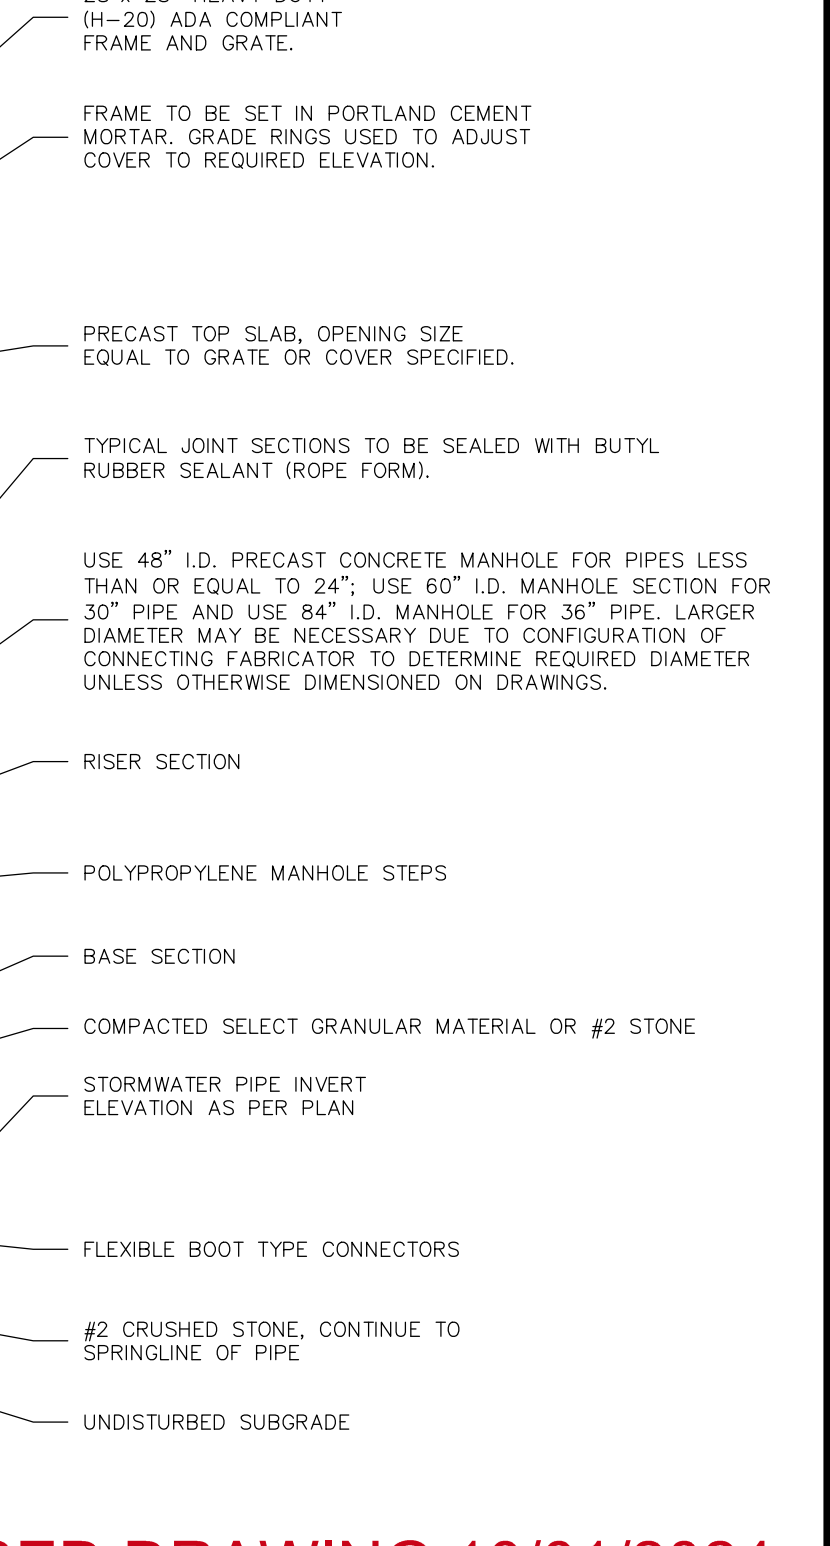 (H-20) ADA COMPLIANT
FRAME AND GRATE.
FRAME TO BE SET IN PORTLAND CEMENT
MORTAR. GRADE RINGS USED TO ADJUST
COVER TO REQUIRED ELEVATION.
PRECAST TOP SLAB, OPENING SIZE
EQUAL TO GRATE OR COVER SPECIFIED.
TYPICAL JOINT SECTIONS TO BE SEALED WITH BUTYL
RUBBER SEALANT (ROPE FORM).
USE 48” I.D. PRECAST CONCRETE MANHOLE FOR PIPES LESS
THAN OR EQUAL TO 24”; USE 60” I.D. MANHOLE SECTION FOR
30” PIPE AND USE 84” I.D. MANHOLE FOR 36” PIPE. LARGER
DIAMETER MAY BE NECESSARY DUE TO CONFIGURATION OF
CONNECTING FABRICATOR TO DETERMINE REQUIRED DIAMETER
UNLESS OTHERWISE DIMENSIONED ON DRAWINGS.
RISER SECTION
POLYPROPYLENE MANHOLE STEPS
BASE SECTION
COMPACTED SELECT GRANULAR MATERIAL OR #2 STONE
STORMWATER PIPE INVERT
ELEVATION AS PER PLAN
FLEXIBLE BOOT TYPE CONNECTORS
#2 CRUSHED STONE, CONTINUE TO
SPRINGLINE OF PIPE
UNDISTURBED SUBGRADE
DRAWING